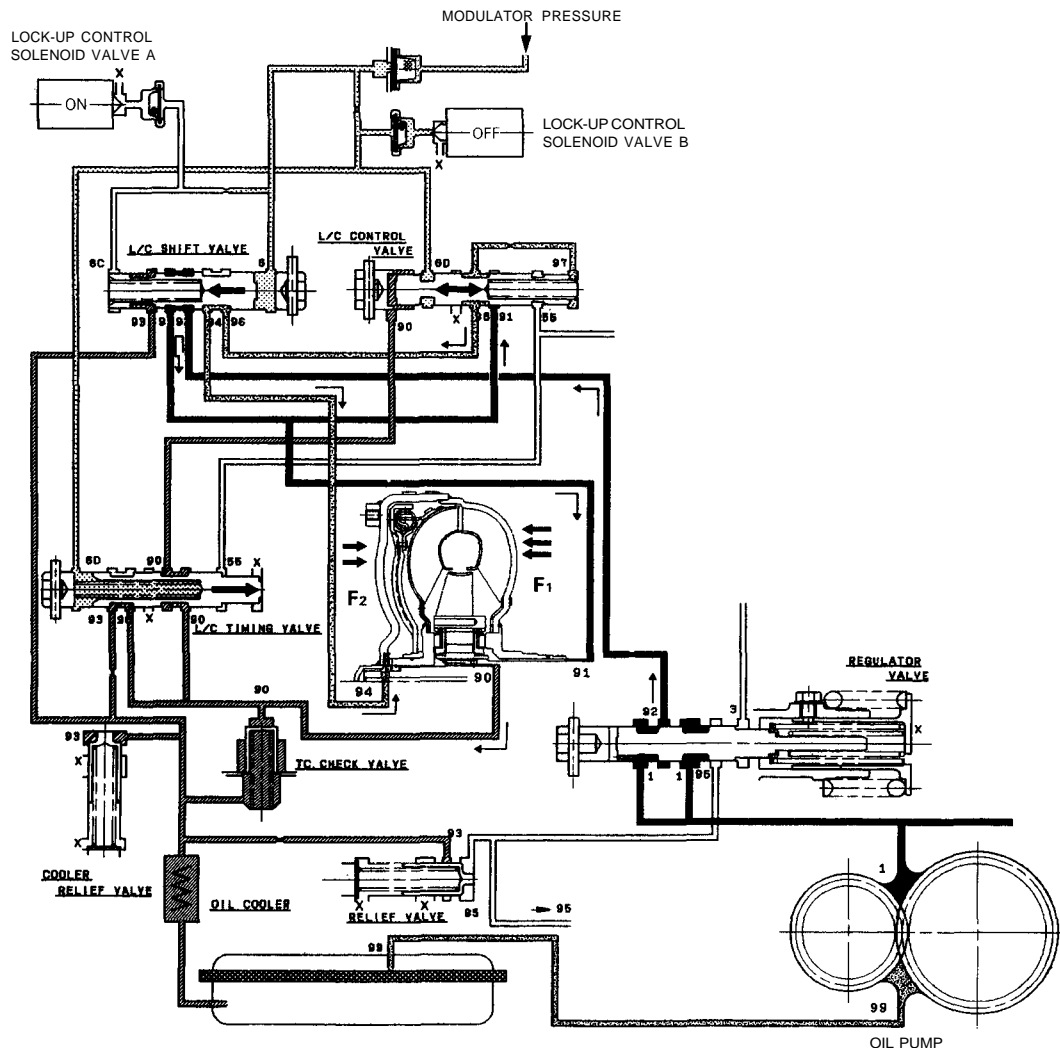 MODULATOR PRESSURE
LOCK-UP CONTROL
SOLENOID VALVE A
X
ON
OFF
LOCK-UP CONTROL
SOLENOID VALVE B
X
L/C SHIFT VALVE
L/C CONTROL
VALVE
6C
6
6D
97
93
94
96
90
X
91
55
6D
90
55
X
93
X
90
L/C TIMING VALVE
F2
F1
94
90
91
REGULATOR
VALVE
90
92
3
X
93
X
TC. CHECK VALVE
1
1
95
X
93
COOLER
RELIEF VALVE
OIL COOLER
X
X
RELIEF VALVE
95
95
1
99
99
OIL PUMP